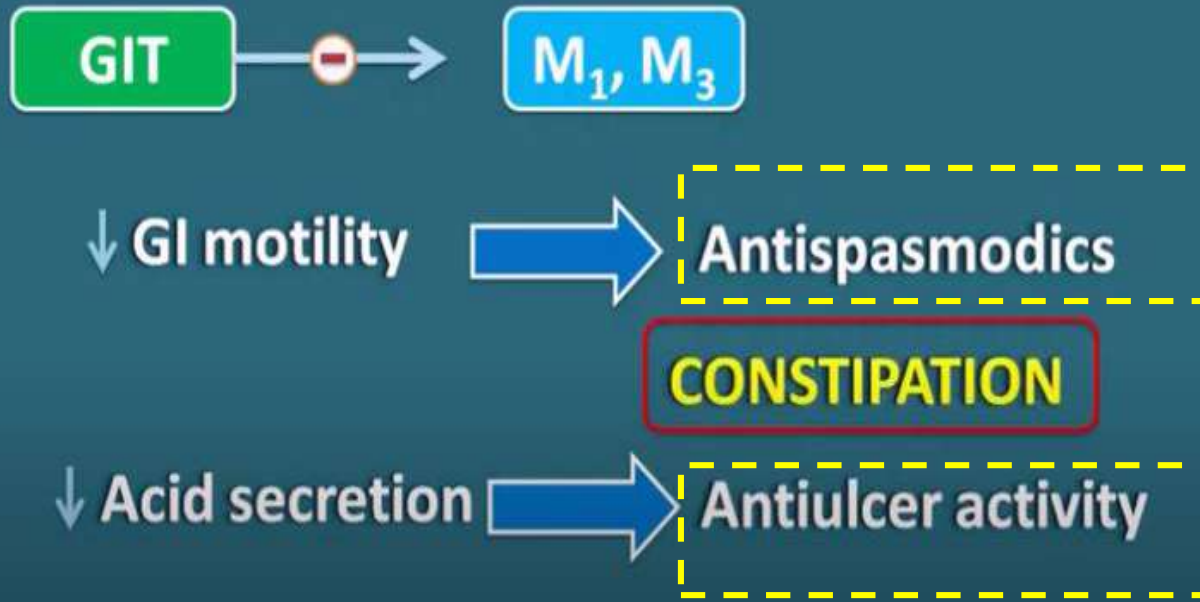 GIT M₁, M₃
↓ GI motility Antispasmodics
CONSTIPATION
↓ Acid secretion Antiulcer activity